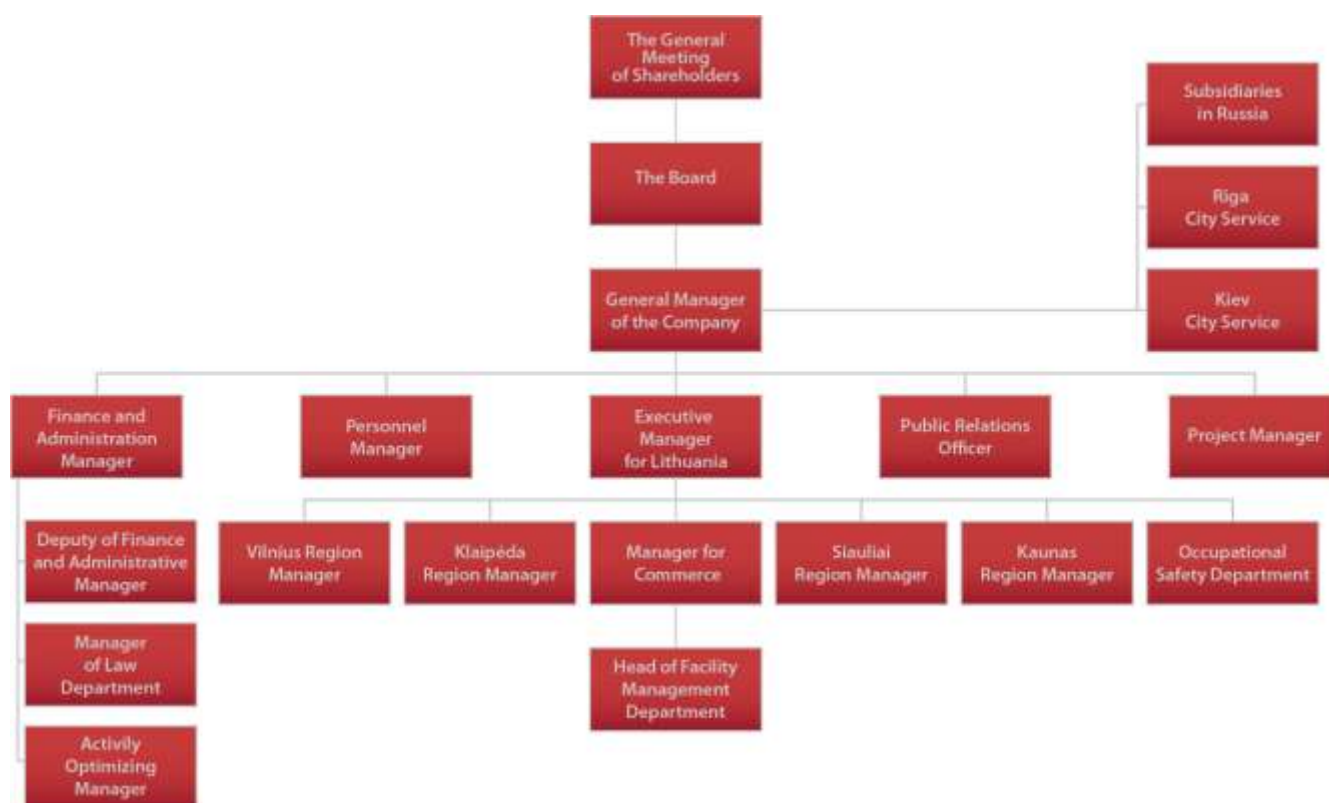 The General
Meeting
of Shareholders
Subsidiaries
in Russia
The Board
Riga
City Service
General Manager
of the Company
Kiev
City Service
Finance and
Administration
Manager
Personnel
Manager
Executive
Manager
for Lithuania
Public Relations
Officer
Project Manager
Deputy of Finance
and Administrative
Manager
Vilnius Region
Manager
Klaipėda
Region Manager
Manager for
Commerce
Siauliai
Region Manager
Kaunas
Region Manager
Occupational
Safety Department
Manager
of Law
Department
Head of Facility
Management
Department
Activily
Optimizing
Manager